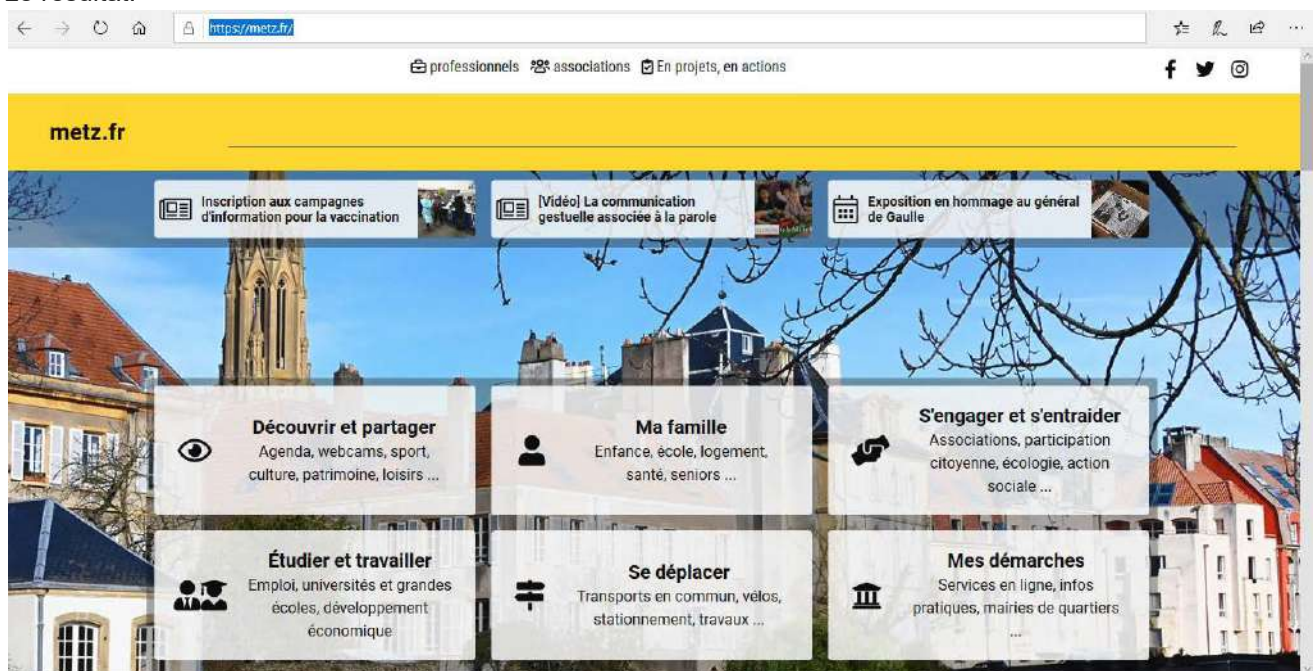 Le résultat.
https://metz.fr/
professionnels associations En projets, en actions
metz.fr
Inscription aux campagnes
d'information pour la vaccination
[Vidéo] La communication
gestuelle associée à la parole
Exposition en hommage au général
de Gaulle
Découvrir et partager
Agenda, webcams, sport,
culture, patrimoine, loisirs ...
Ma famille
Enfance, école, logement,
santé, seniors ...
S'engager et s'entraider
Associations, participation
citoyenne, écologie, action
sociale ...
Étudier et travailler
Emploi, universités et grandes
écoles, développement
économique
Se déplacer
Transports en commun, vélos,
stationnement, travaux ...
Mes démarches
Services en ligne, infos
pratiques, mairies de quartiers
...